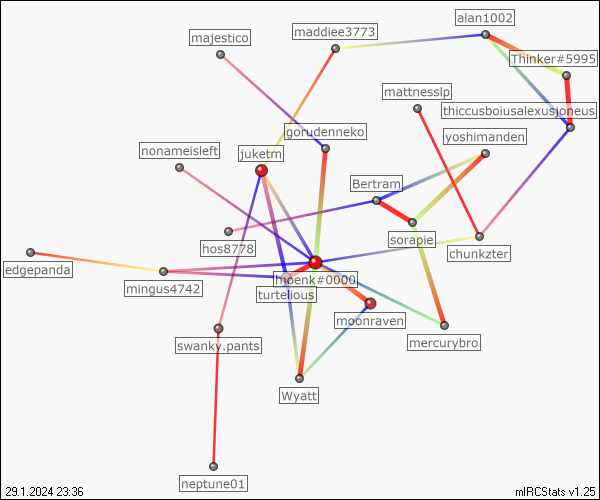 alan1002
maddiee3773
majestico
Thinker#5995
mattnesslp
thiccusboiusalexusjoneus
gorudenneko
yoshimanden
nonameisleft
juketm
Bertram
sorapie
hos8778
chunkzter
edgepanda
hjoenk#0000
mingus4742
turtelious
moonraven
swanky.pants
mercurybro
Wyatt
neptune01
29.1.2024 23:36
mIRCStats v1.25